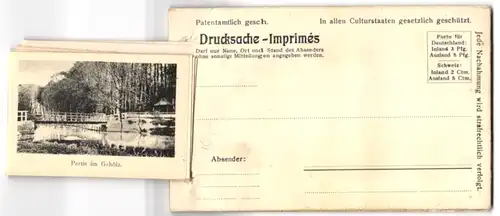 Patentamtlich gesch.
In allen Culturstaaten gesetzlich geschützt.
Drucksache-Imprimés
Darf nur Name, Ort und Stand des Absenders
ohne sonstige Mitteilungen angegeben werden.
Porto für
Deutschland:
Inland 3 Pfg.
Ausland 5 Pfg.
Schweiz:
Inland 2 Ctm.
Ausland 5 Ctm.
Jede Nachahmung wird strafrechtlich verfolgt.
Absender:
Partie im Gehölz.